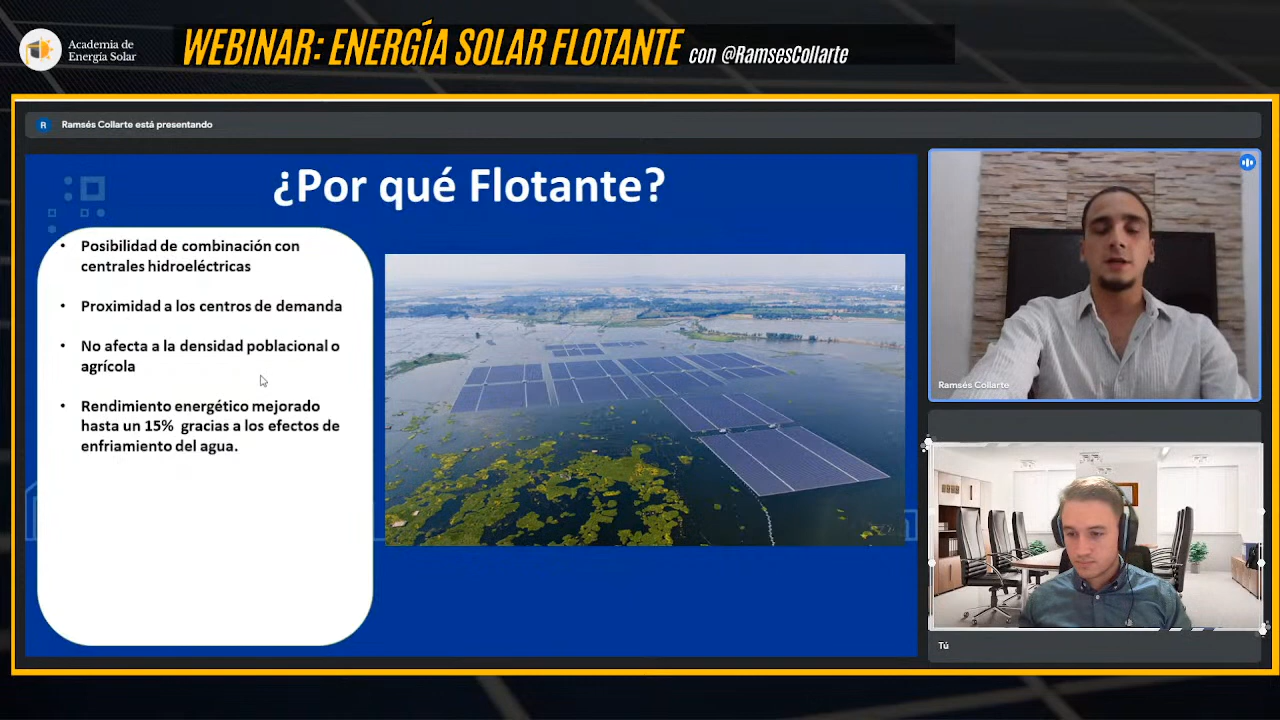 Academia de
Energía Solar
WEBINAR: ENERGÍA SOLAR FLOTANTE con @RamsesCollarte
R
Ramsés Collarte está presentando
¿Por qué Flotante?
• Posibilidad de combinación con
centrales hidroeléctricas
• Proximidad a los centros de demanda
• No afecta a la densidad poblacional o
agrícola
• Rendimiento energético mejorado
hasta un 15% gracias a los efectos de
enfriamiento del agua.
Ramsés Collarte
Tú